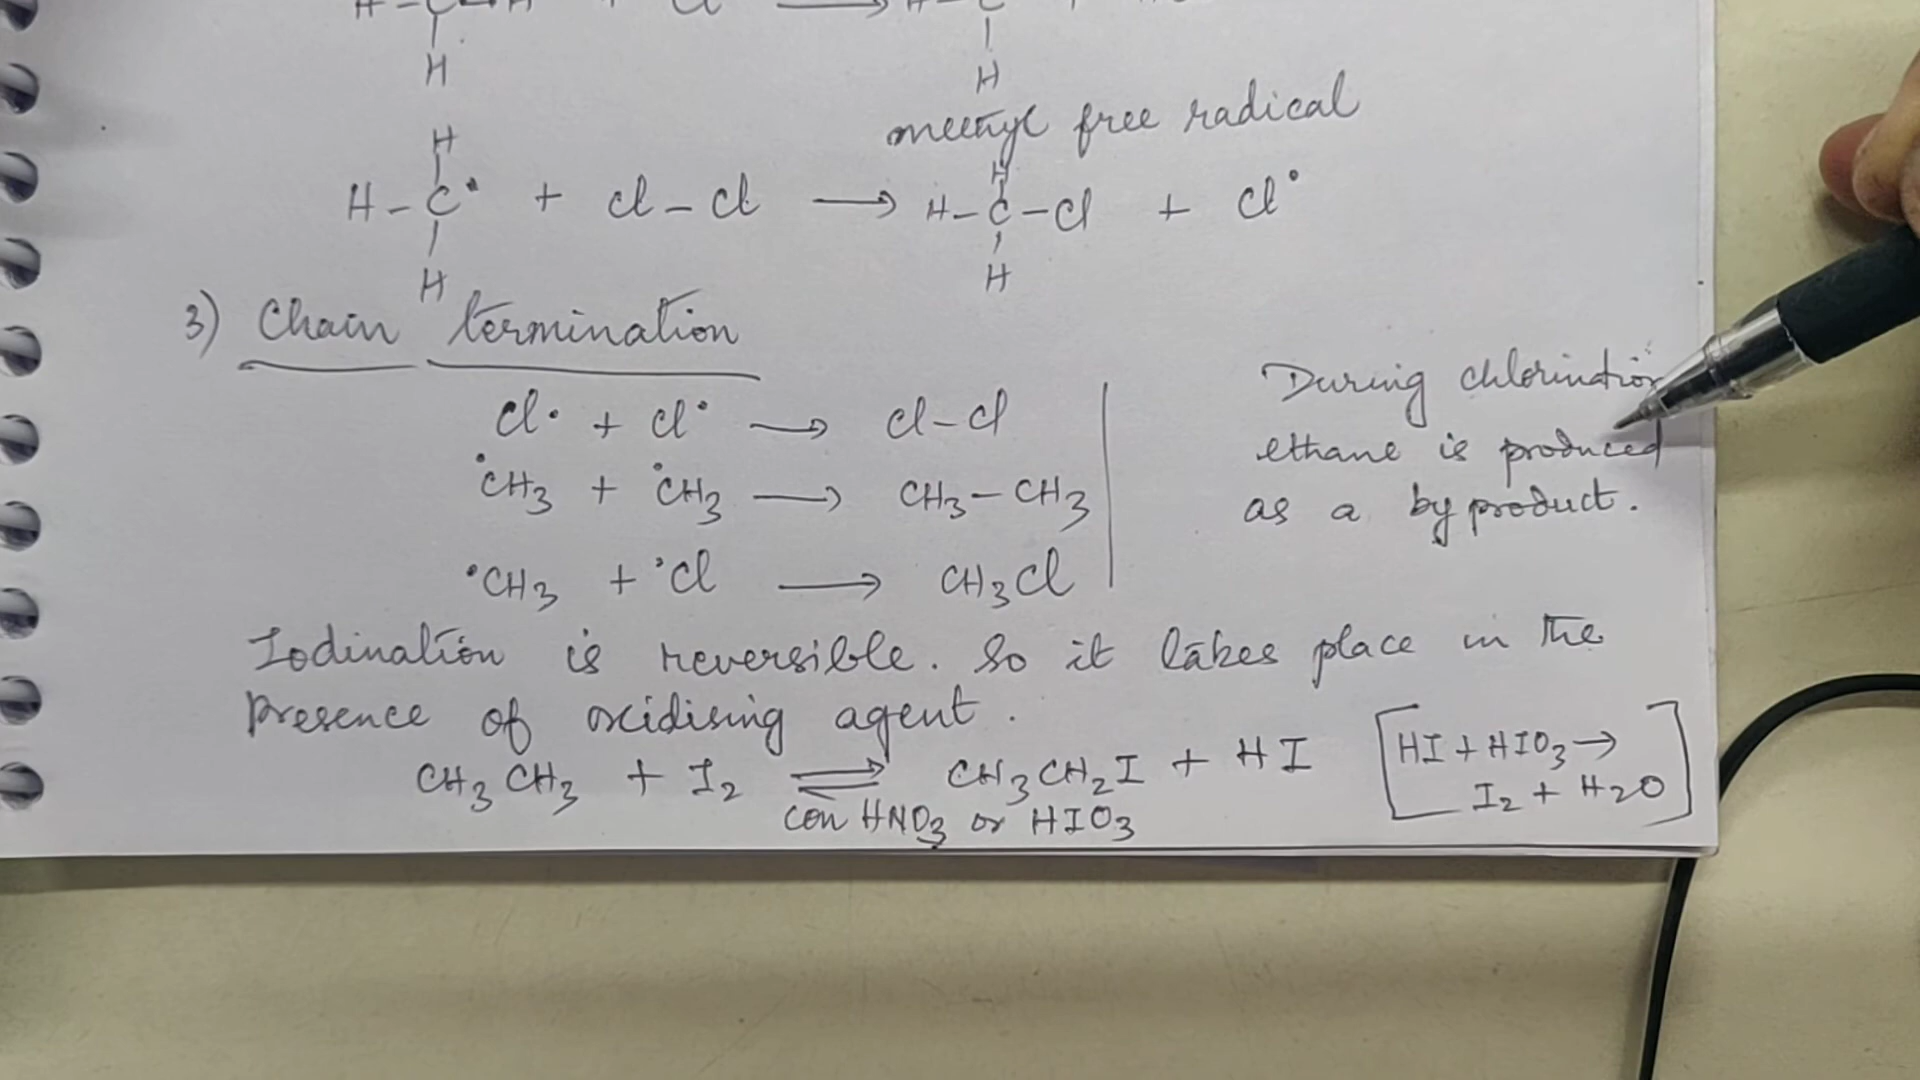 H-C-H + Cl → H-C +
H H
methyl free radical
H H
H-C• + Cl-Cl → H-C-Cl + Cl•
H H
3) Chain termination
Cl• + Cl• → Cl-Cl
•CH3 + •CH3 → CH3-CH3
•CH3 + •Cl → CH3Cl
During chlorination
ethane is produced
as a by product.
Iodination is reversible. So it takes place in the
presence of oxidising agent.
CH3CH3 + I2 ⇌ CH3CH2I + HI
con HNO3 or HIO3
[HI + HIO3 →
I2 + H2O]